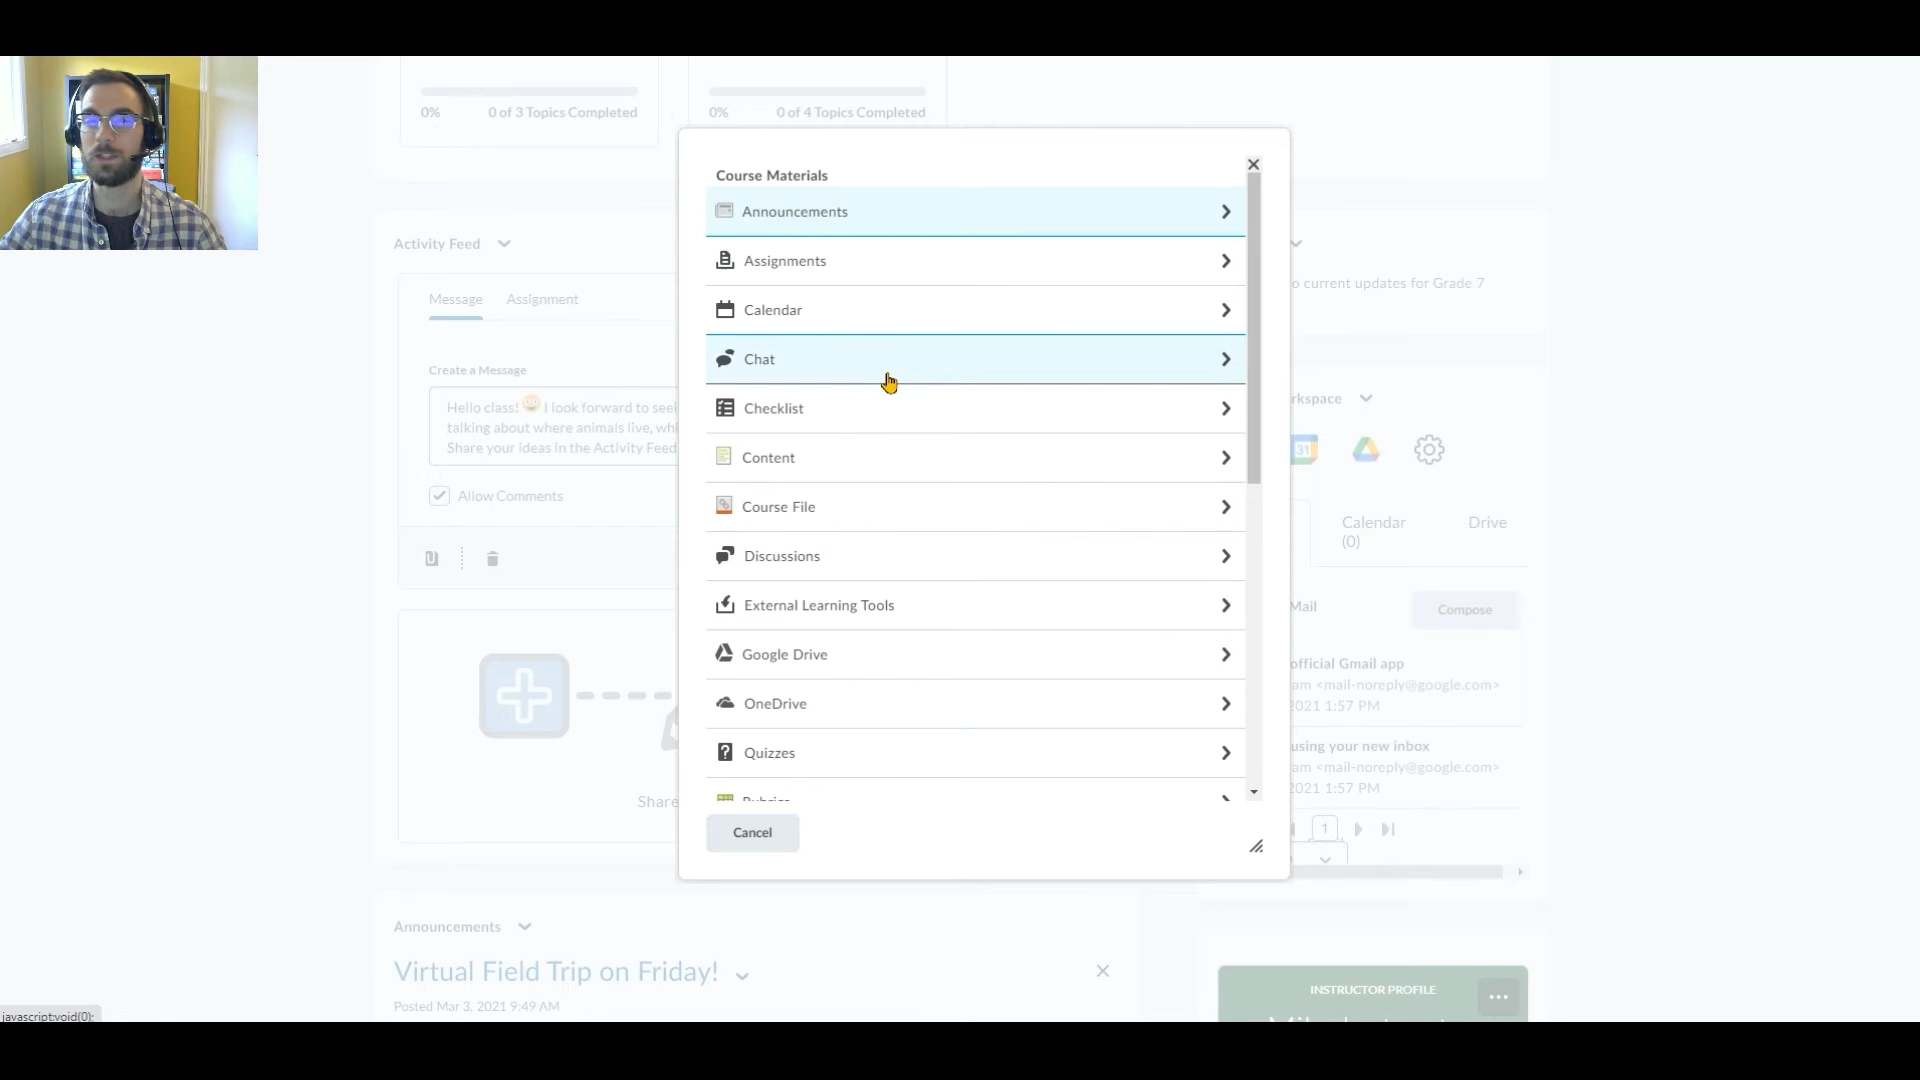 0% 0 of 3 Topics Completed
0% 0 of 4 Topics Completed
Course Materials
Announcements
Assignments
Calendar
Chat
Checklist
Content
Course File
Discussions
External Learning Tools
Google Drive
OneDrive
Quizzes
Rubrics
Cancel
Activity Feed
Message Assignment
Create a Message
Hello class! I look forward to
talking about where animals live,
Share your ideas in the Activity Feed
Allow Comments
Share
Announcements
Virtual Field Trip on Friday!
Posted Mar 3, 2021 9:49 AM
current updates for Grade 7
31
Calendar
(0)
Drive
Mail
Compose
official Gmail app
<mail-noreply@google.com>
2021 1:57 PM
using your new inbox
<mail-noreply@google.com>
2021 1:57 PM
1
INSTRUCTOR PROFILE
javascript:void(0);